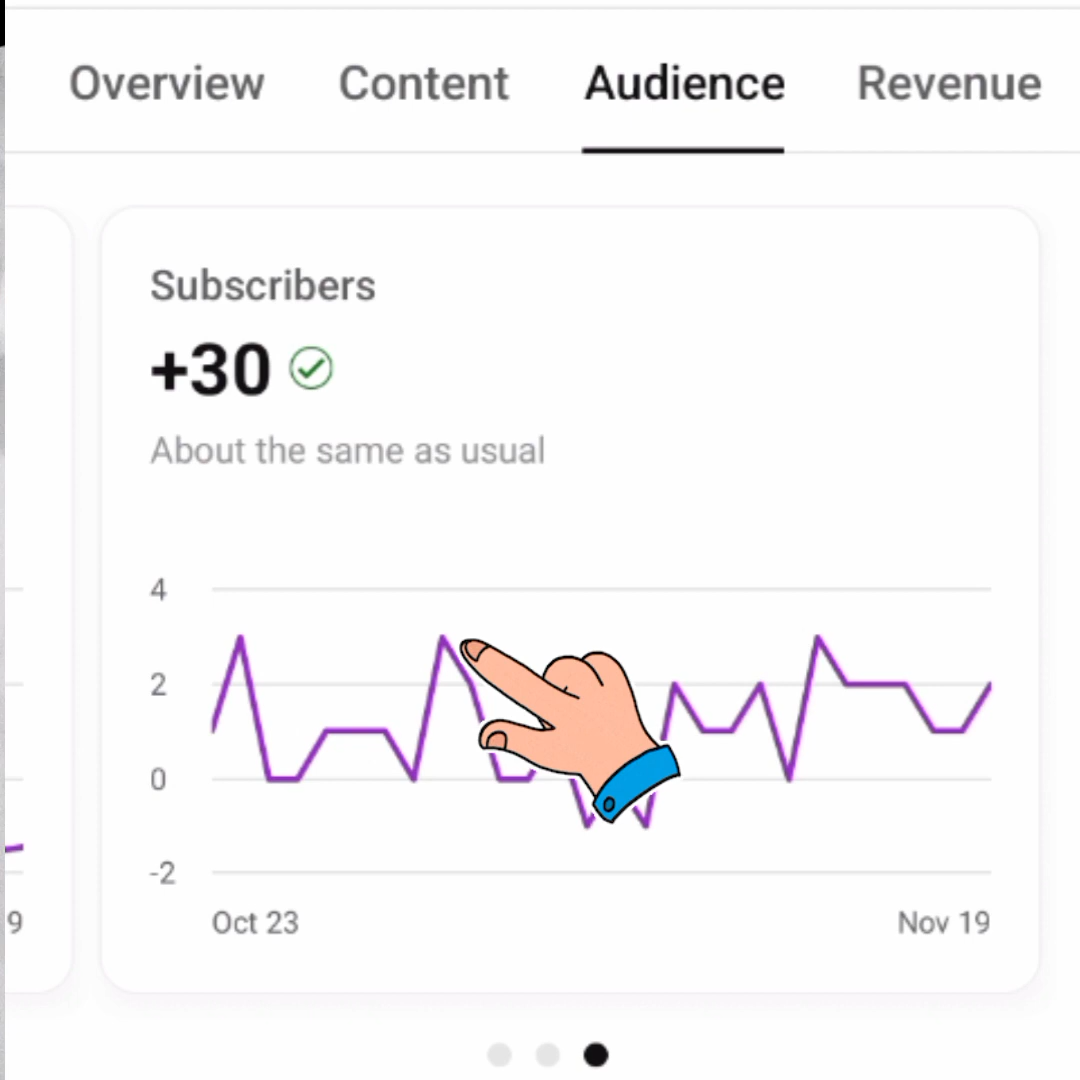 Overview Content Audience Revenue
Subscribers
+30
About the same as usual
4
2
0
-2
9
Oct 23 Nov 19